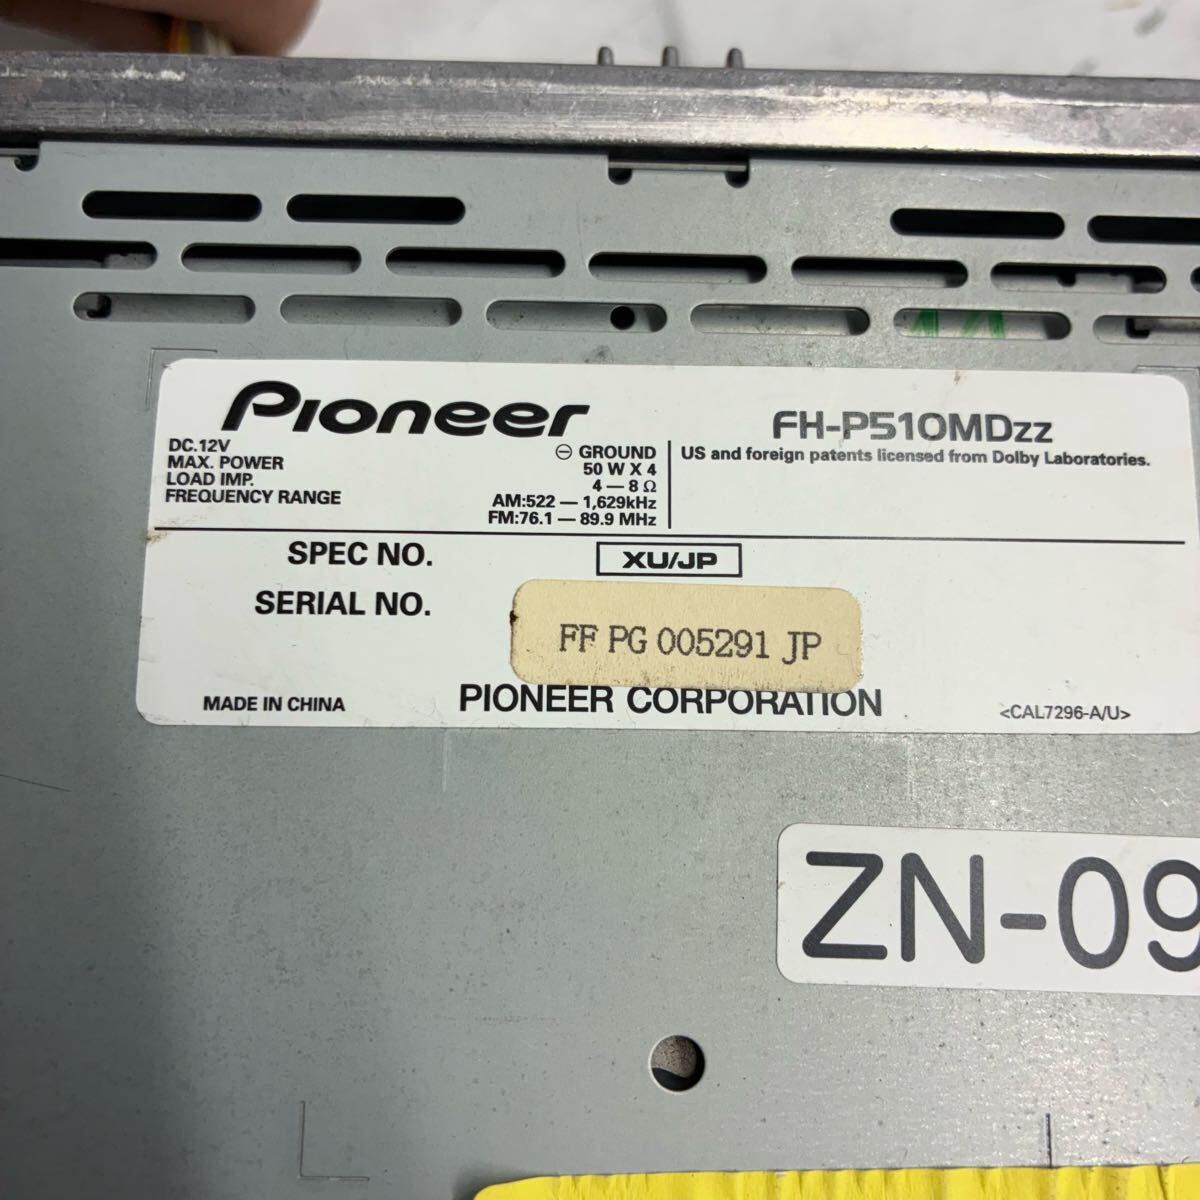 Pioneer
FH-P510MDzz
DC.12V ⊖ GROUND
MAX. POWER 50 W X 4
LOAD IMP. 4 — 8 Ω
FREQUENCY RANGE AM:522 — 1,629kHz
FM:76.1 — 89.9 MHz
US and foreign patents licensed from Dolby Laboratories.
SPEC NO. XU/JP
SERIAL NO. FF PG 005291 JP
MADE IN CHINA PIONEER CORPORATION <CAL7296-A/U>
ZN-09